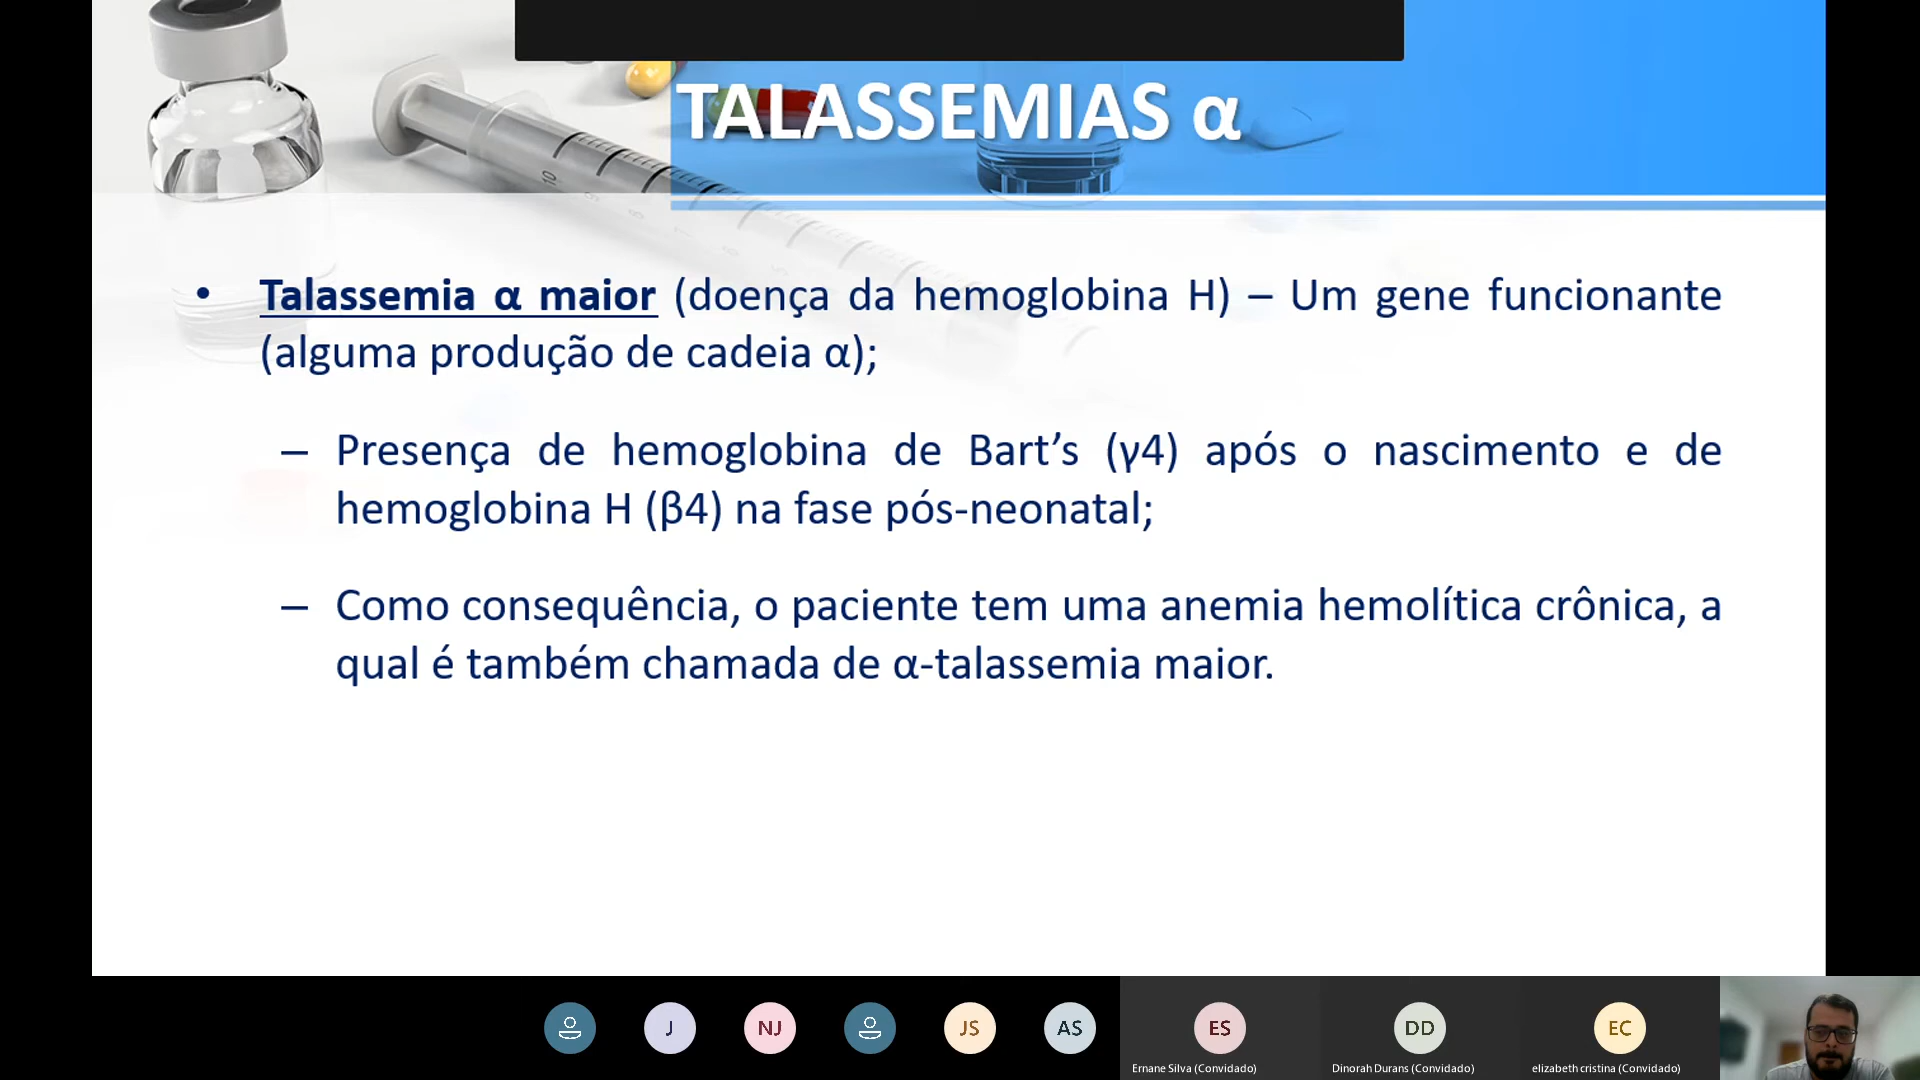 TALASSEMIAS α
• Talassemia α maior (doença da hemoglobina H) – Um gene funcionante
(alguma produção de cadeia α);
– Presença de hemoglobina de Bart’s (γ4) após o nascimento e de
hemoglobina H (β4) na fase pós-neonatal;
– Como consequência, o paciente tem uma anemia hemolítica crônica, a
qual é também chamada de α-talassemia maior.
10
J NJ JS AS ES DD EC
Ernane Silva (Convidado) Dinorah Durans (Convidado) elizabeth cristina (Convidado)